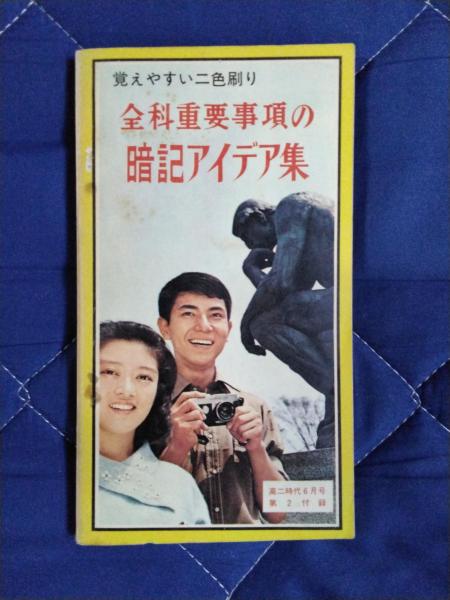 覚えやすい二色刷り
全科重要事項の
暗記アイデア集
高二時代6月号
第2付録